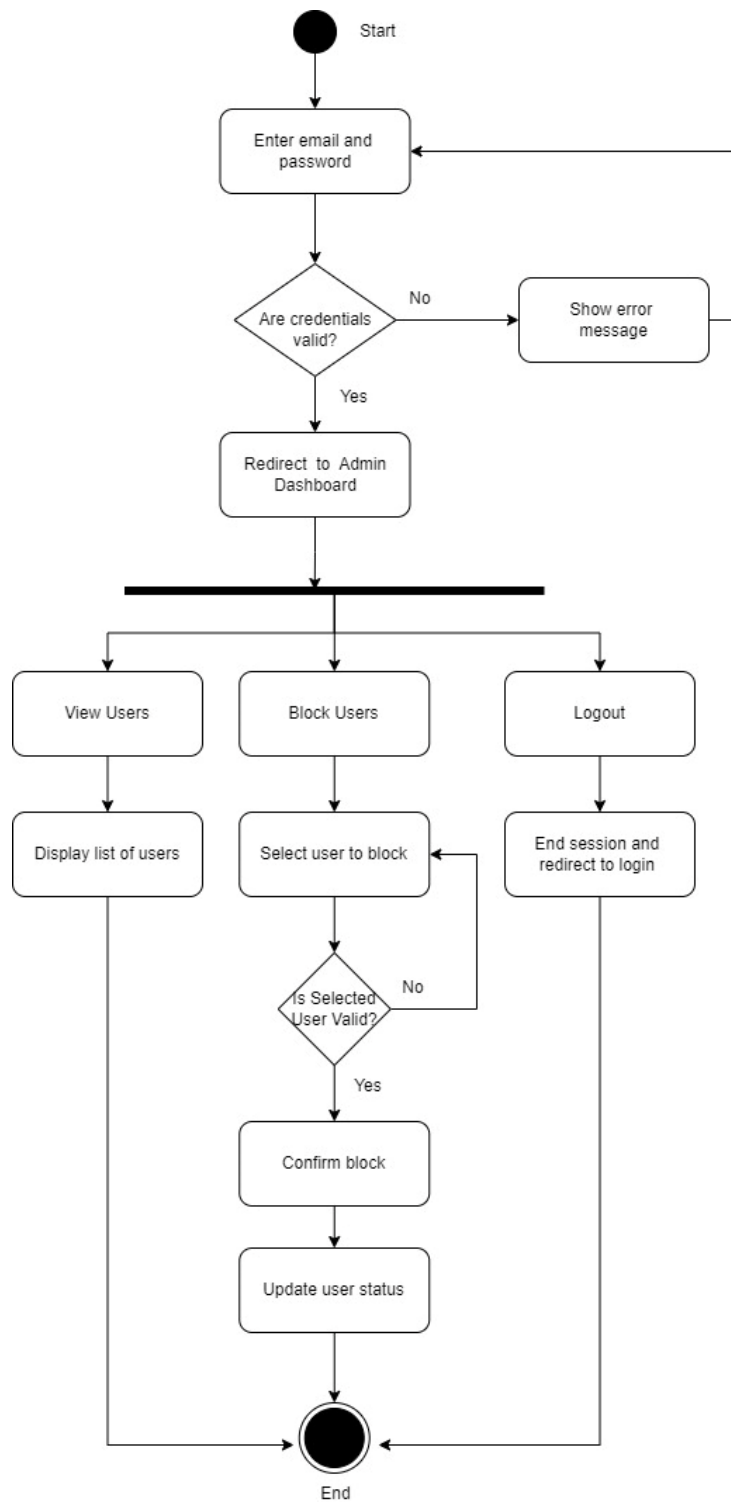 Start
Enter email and
password
Are credentials
valid?
No
Show error
message
Yes
Redirect to Admin
Dashboard
View Users
Block Users
Logout
Display list of users
Select user to block
End session and
redirect to login
Is Selected
User Valid?
No
Yes
Confirm block
Update user status
End